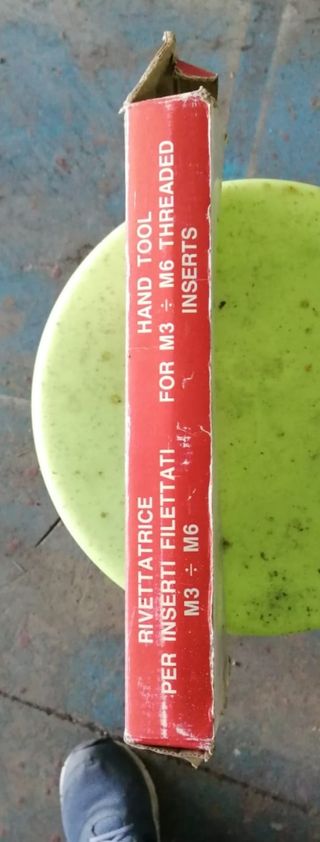 RIVETTATRICE
PER INSERTI FILETTATI
M3 ÷ M6
HAND TOOL
FOR M3 ÷ M6 THREADED
INSERTS